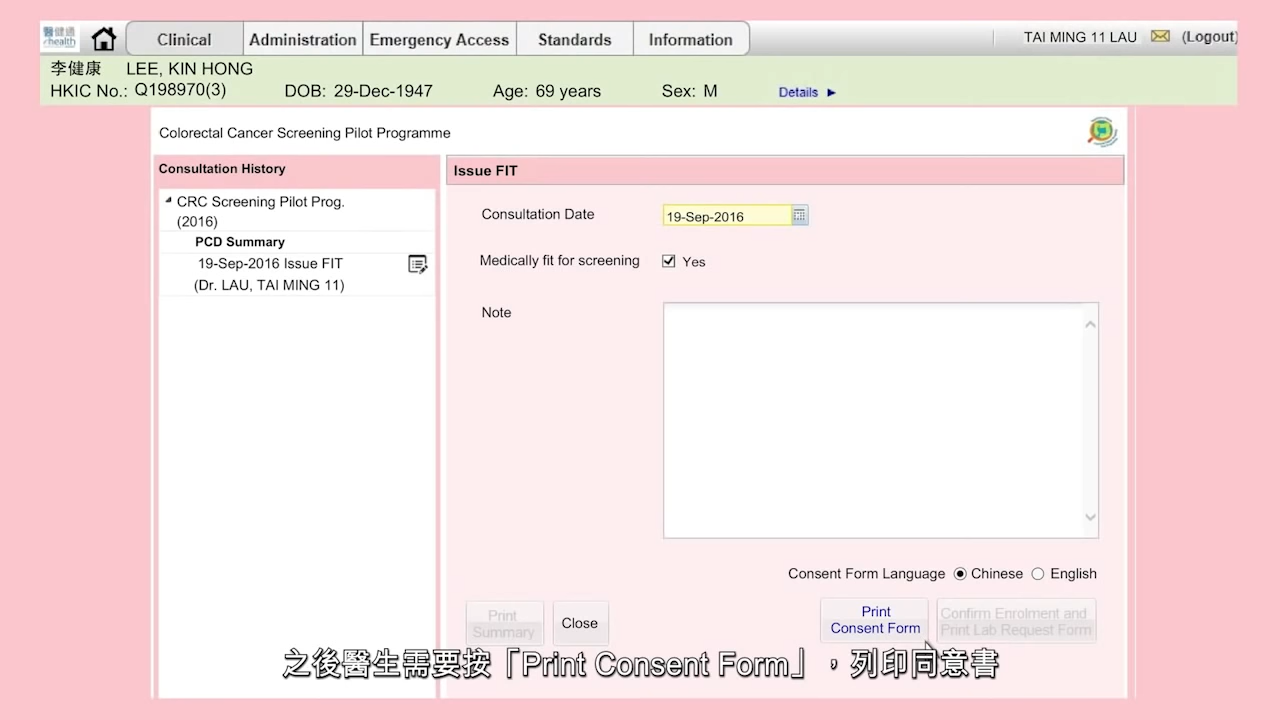 醫健通
ehealth
Clinical
Administration
Emergency Access
Standards
Information
TAI MING 11 LAU
(Logout)
李健康 LEE, KIN HONG
HKIC No.: Q198970(3) DOB: 29-Dec-1947 Age: 69 years Sex: M Details
Colorectal Cancer Screening Pilot Programme
Consultation History
CRC Screening Pilot Prog.
(2016)
PCD Summary
19-Sep-2016 Issue FIT
(Dr. LAU, TAI MING 11)
Issue FIT
Consultation Date 19-Sep-2016
Medically fit for screening Yes
Note
Consent Form Language Chinese English
Print
Summary
Close
Print
Consent Form
Confirm Enrolment and
Print Lab Request Form
之後醫生需要按「Print Consent Form」，列印同意書